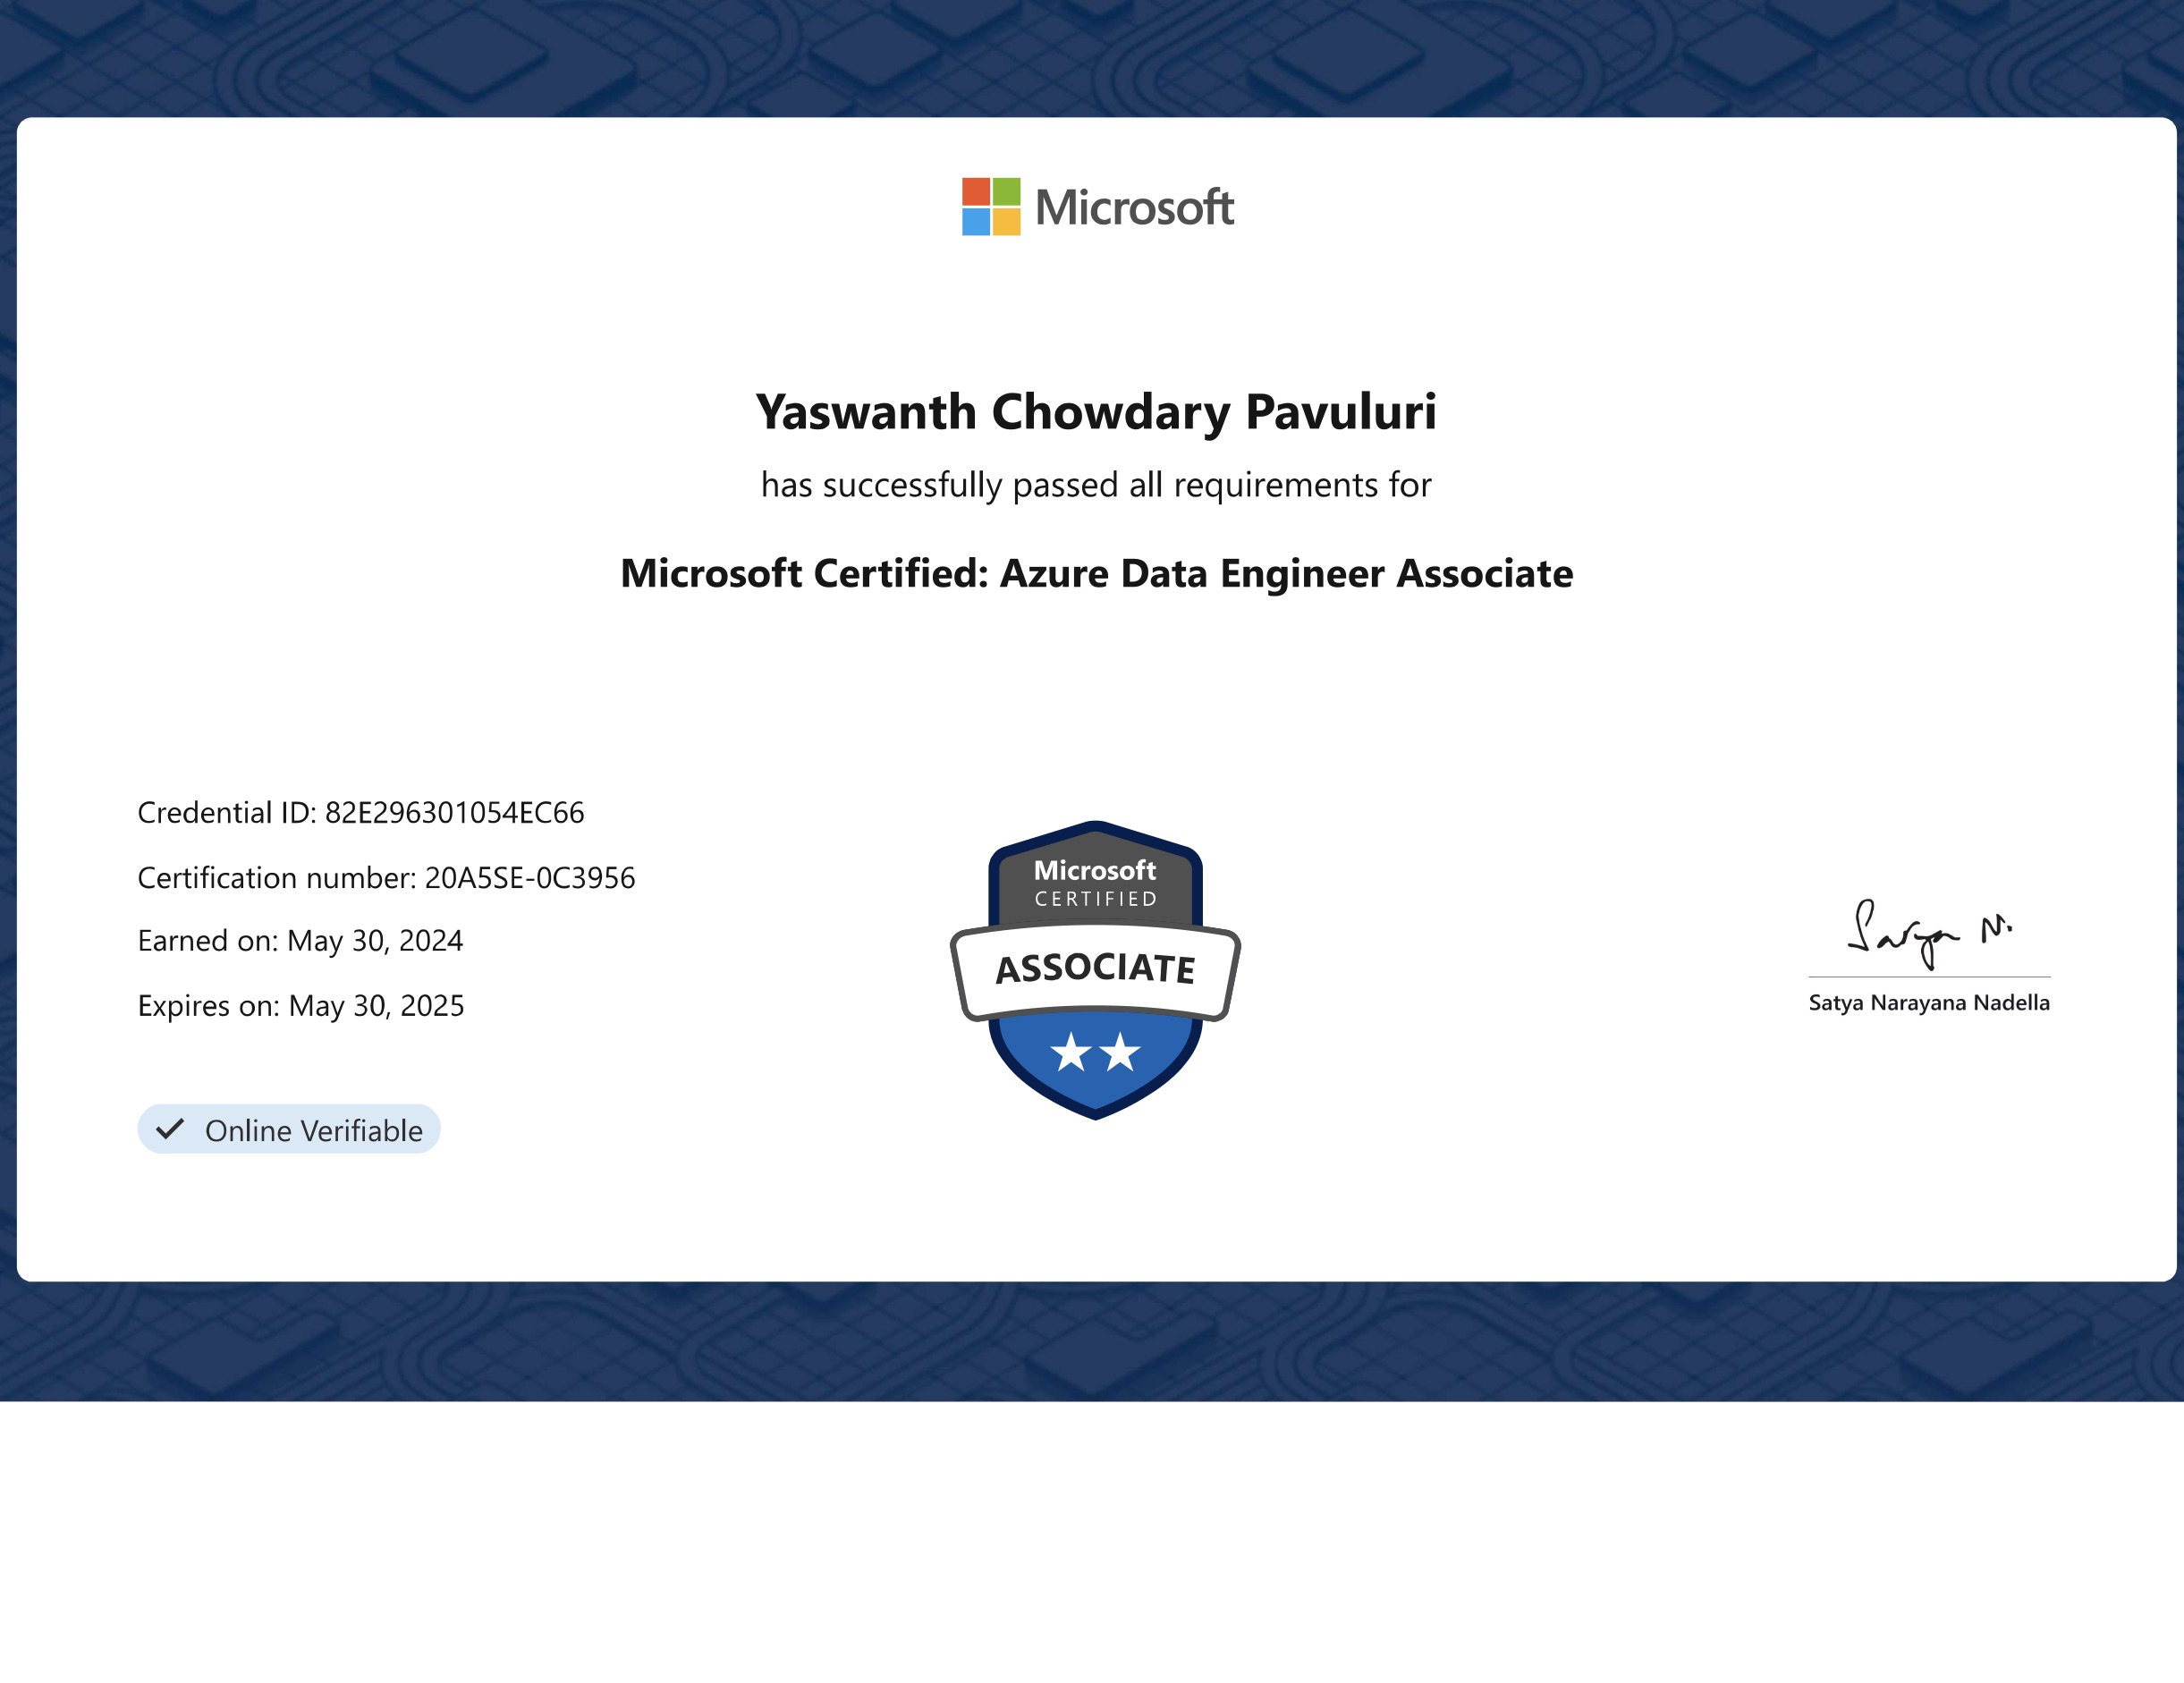 Microsoft
Yaswanth Chowdary Pavuluri
has successfully passed all requirements for
Microsoft Certified: Azure Data Engineer Associate
Credential ID: 82E296301054EC66
Certification number: 20A5SE-0C3956
Earned on: May 30, 2024
Expires on: May 30, 2025
Online Verifiable
Microsoft
CERTIFIED
ASSOCIATE
Satya N.
Satya Narayana Nadella